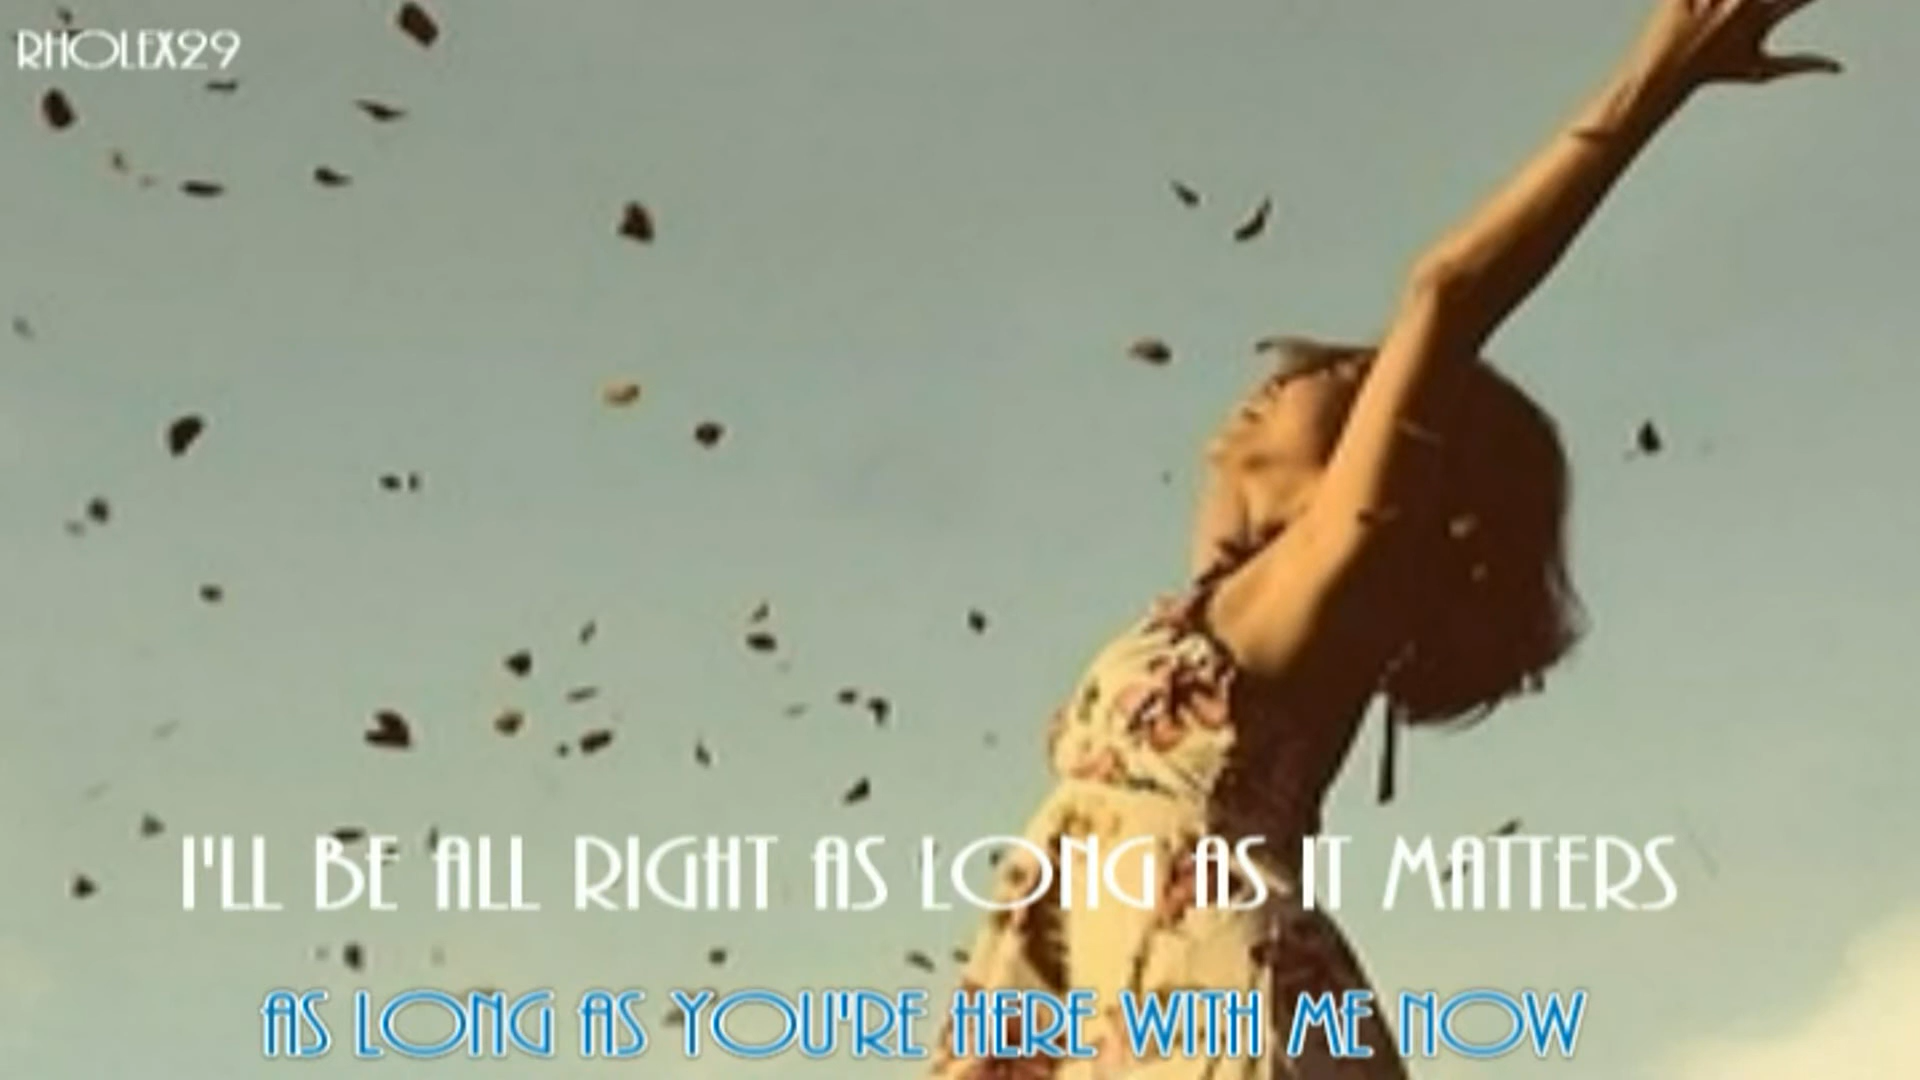 RHOLEX29
I'LL BE ALL RIGHT AS LONG AS IT MATTERS
AS LONG AS YOU'RE HERE WITH ME NOW